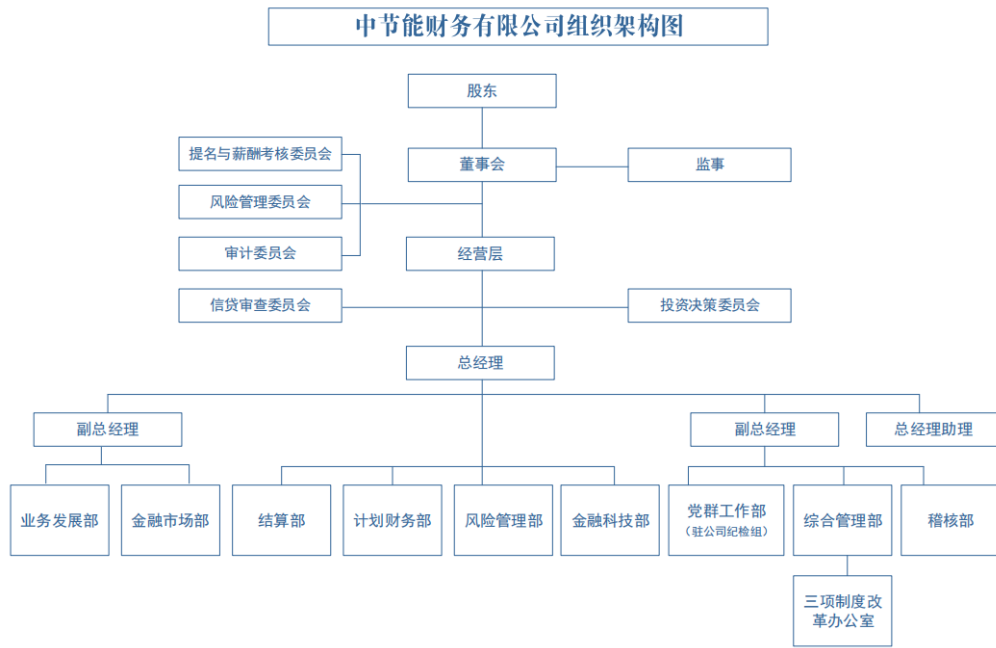 中节能财务有限公司组织架构图
股东
提名与薪酬考核委员会
董事会
监事
风险管理委员会
经营层
审计委员会
信贷审查委员会
投资决策委员会
总经理
副总经理
副总经理
总经理助理
业务发展部
金融市场部
结算部
计划财务部
风险管理部
金融科技部
党群工作部
（驻公司纪检组）
综合管理部
稽核部
三项制度改
革办公室